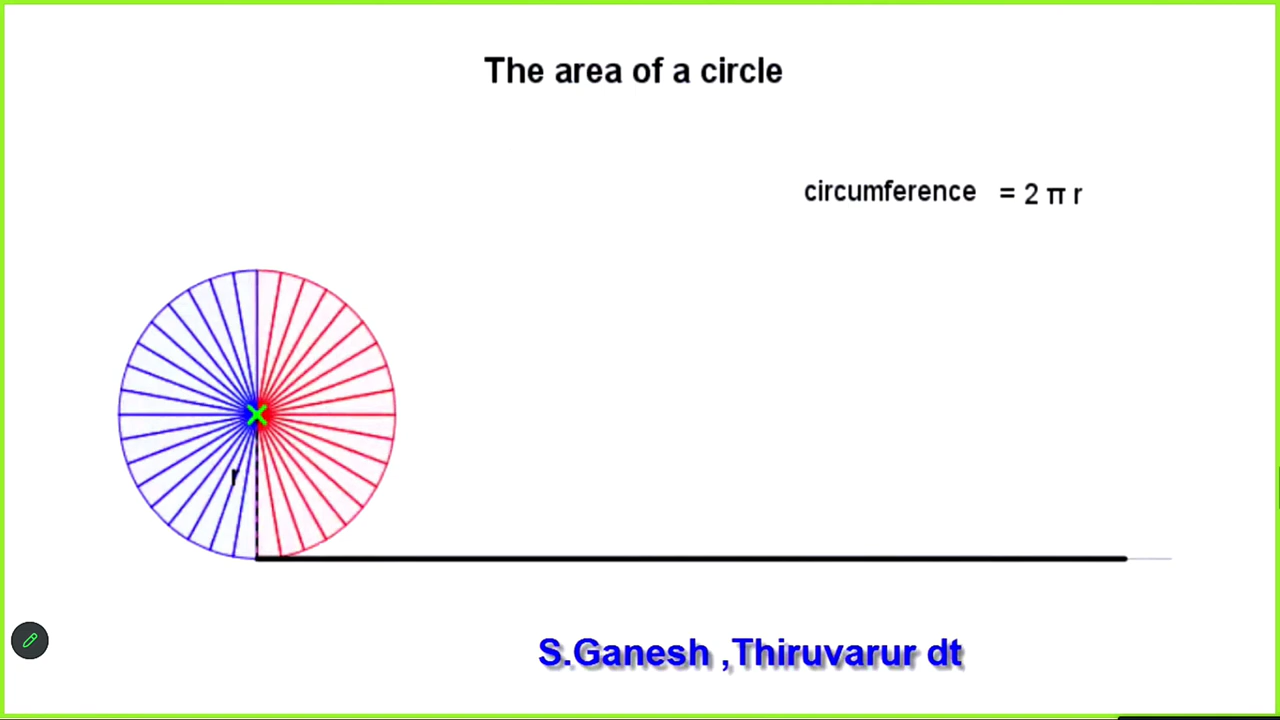 The area of a circle
circumference = 2 π r
r
S.Ganesh ,Thiruvarur dt